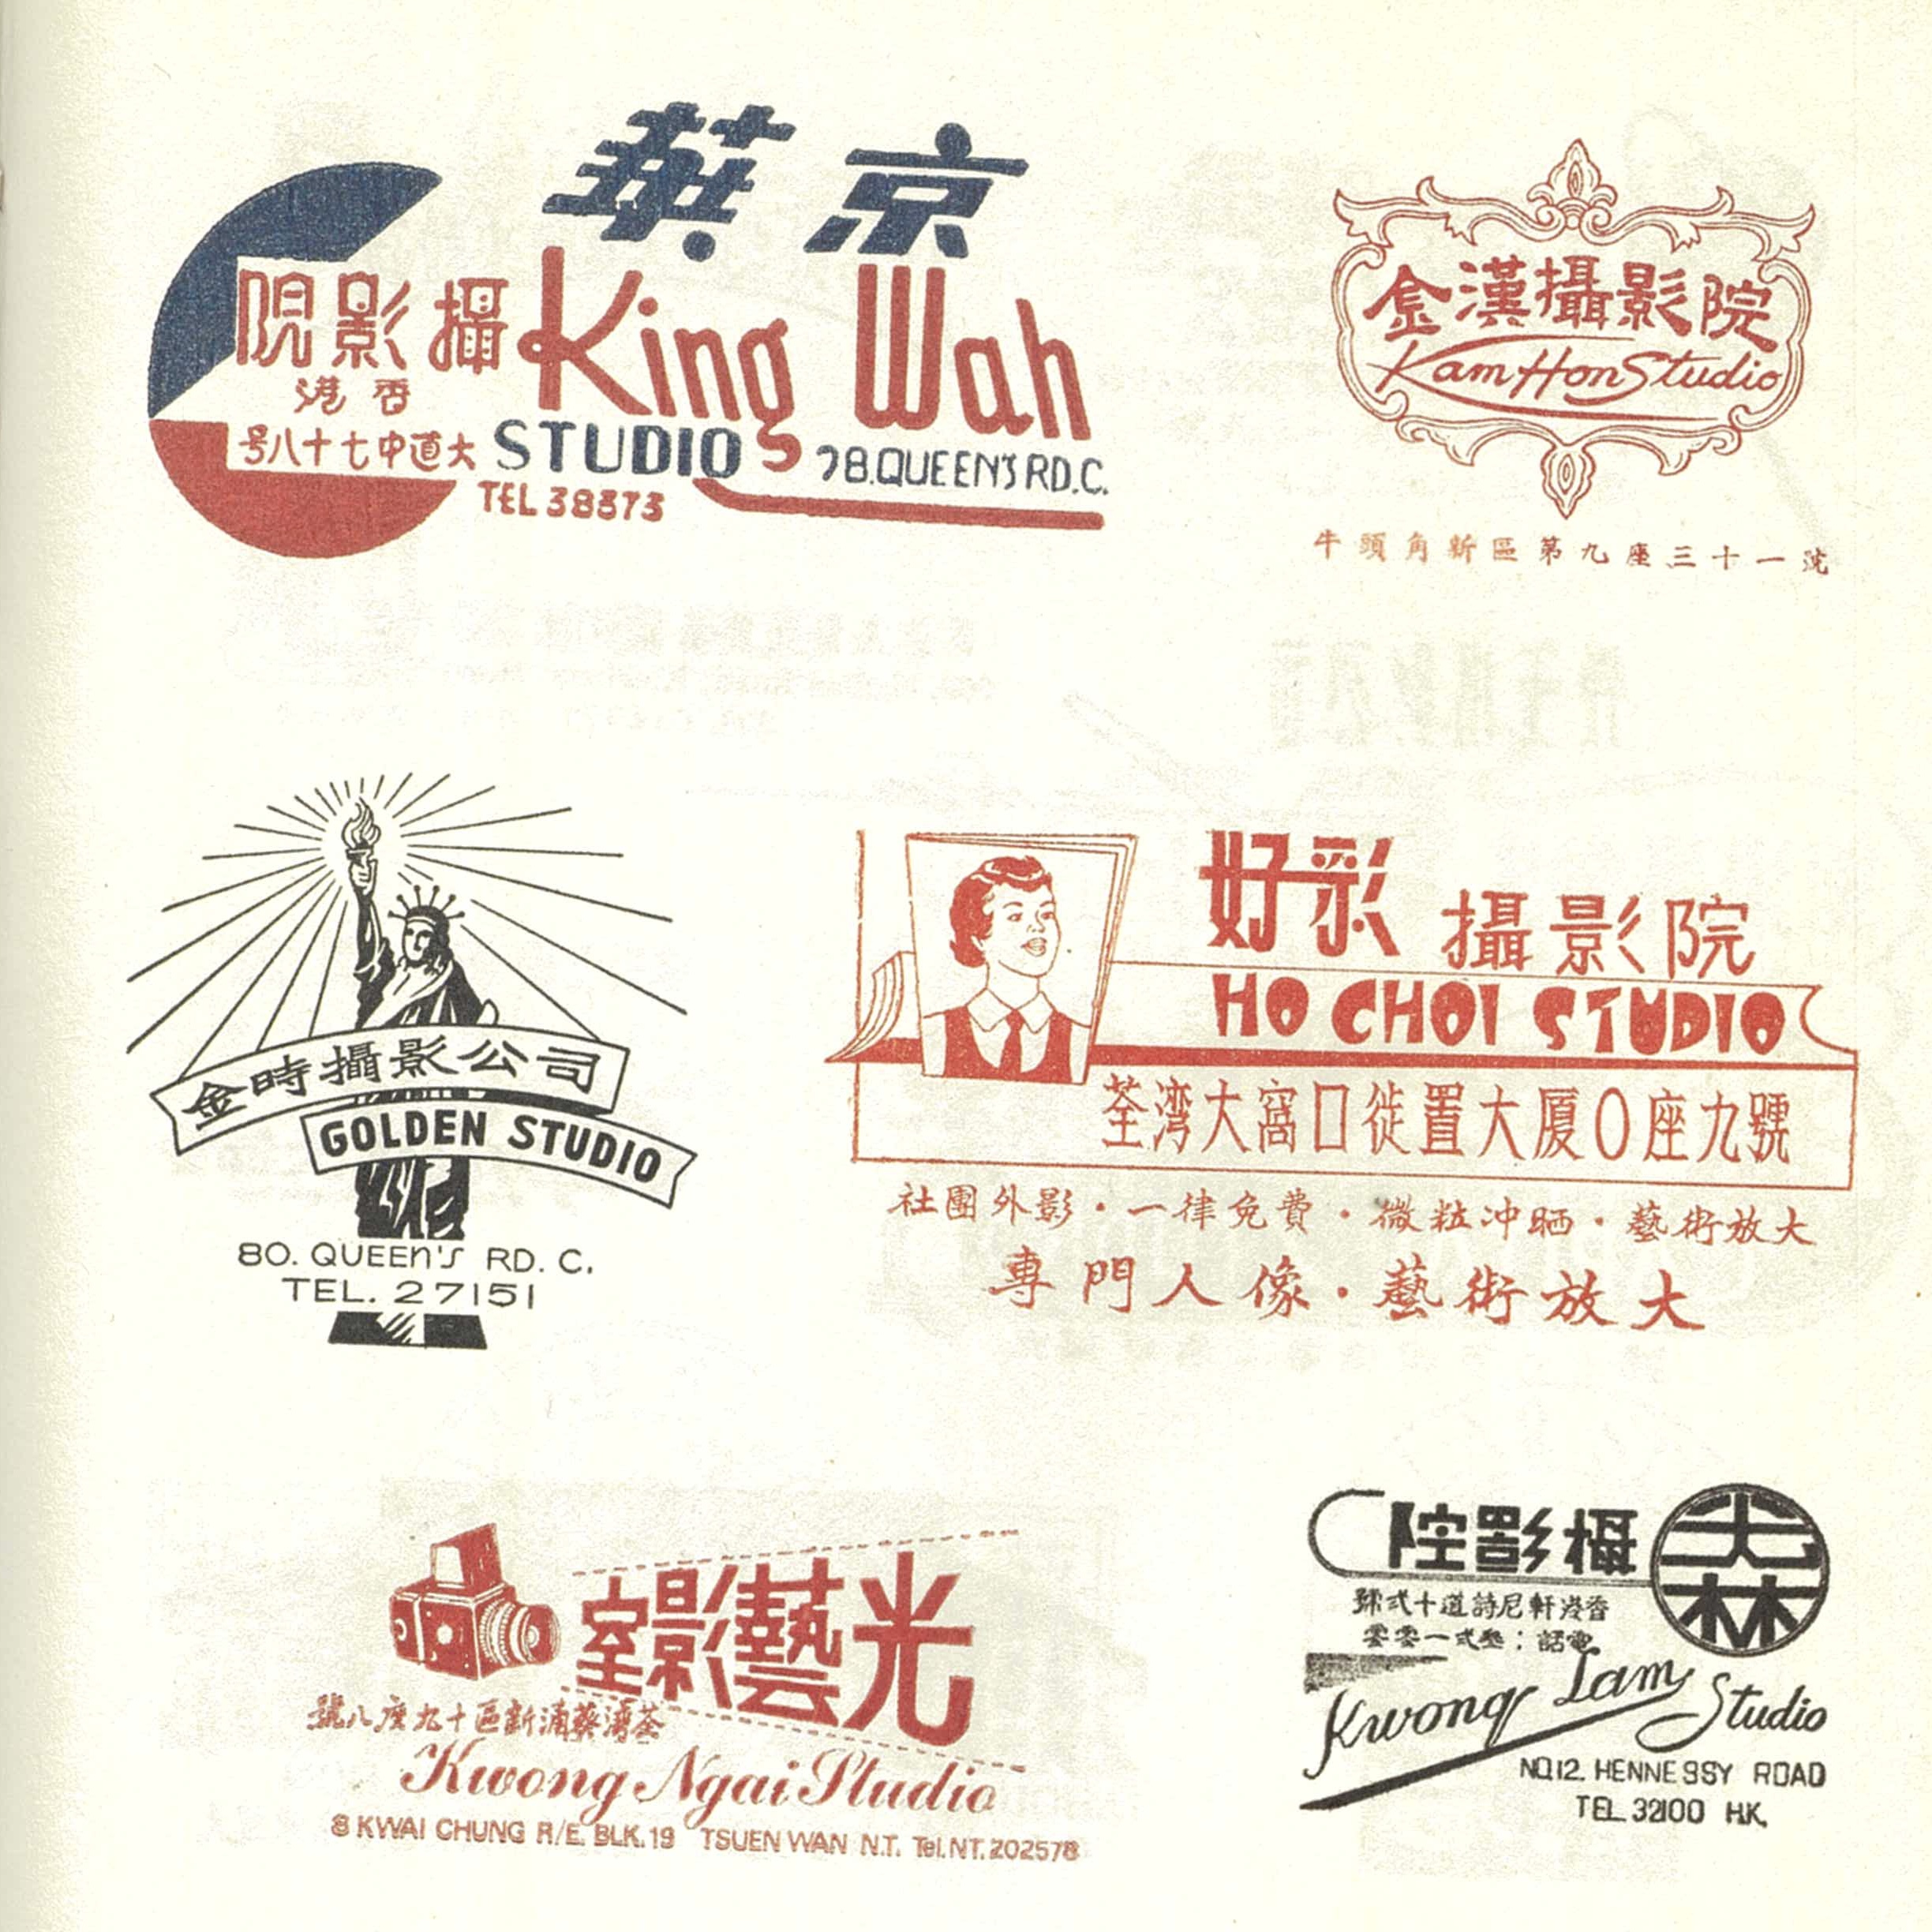 華京
King Wah
院影攝
港香
号八十七中道大
STUDIO
78.QUEEN'S RD.C.
TEL 38373
金漢攝影院
Kam Hon Studio
牛頭角新區第九座三十一號
金時攝影公司
GOLDEN STUDIO
80. QUEEN'S RD. C.
TEL. 27151
好彩
攝影院
HO CHOI STUDIO
荃湾大窩口徙置大厦O座九號
社團外影・一律免費・微粒冲晒・藝術放大
專門人像・藝術放大
室影藝光
號八座九十區新涌葵灣荃
Kwong Ngai Studio
8 KWAI CHUNG R/E. BLK.19 TSUEN WAN N.T. Tel.NT.202578
院影攝
光林
號弍十道詩尼軒港香
零零一弍叁：話電
Kwong Lam Studio
NO.12. HENNESSY ROAD
TEL.32100 H.K.